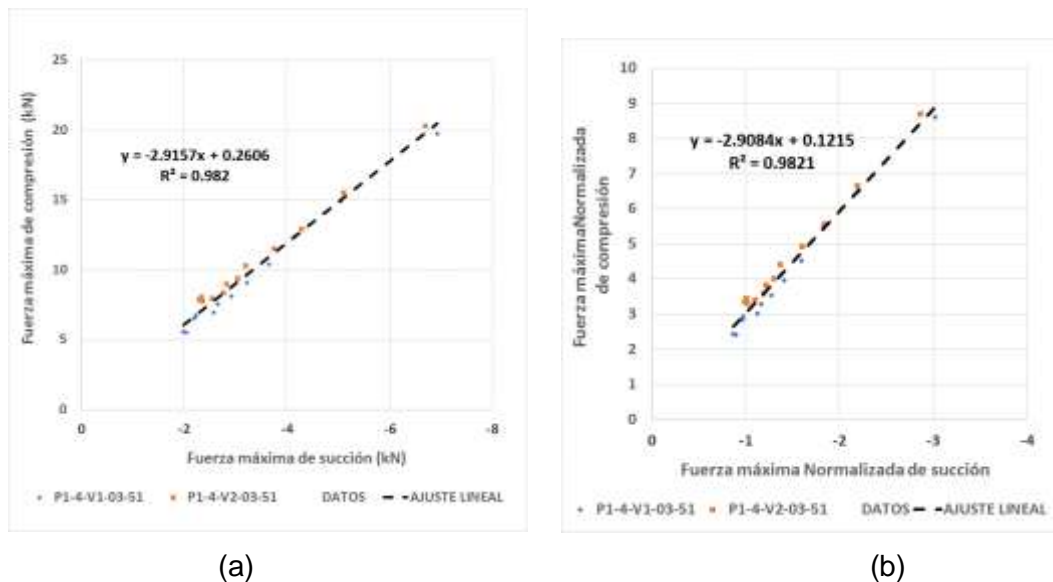 25
20
15
10
5
0
Fuerza máxima de compresión (kN)
y = -2.9157x + 0.2606
R² = 0.982
0 -2 -4 -6 -8
Fuerza máxima de succión (kN)
P1-4-V1-03-51 P1-4-V2-03-51 DATOS AJUSTE LINEAL
(a)
10
9
8
7
6
5
4
3
2
1
0
Fuerza máximaNormalizada
de compresión
y = -2.9084x + 0.1215
R² = 0.9821
0 -1 -2 -3 -4
Fuerza máxima Normalizada de succión
P1-4-V1-03-51 P1-4-V2-03-51 DATOS AJUSTE LINEAL
(b)